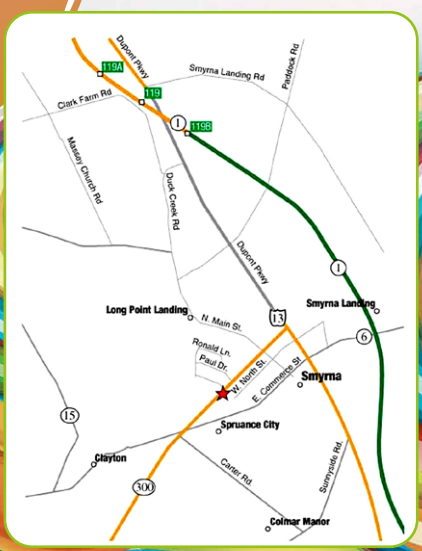 119A
Dupont Pkwy
Smyrna Landing Rd
Paddock Rd
Clark Farm Rd
119
1
119B
Massey Church Rd
Duck Creek Rd
Dupont Pkwy
1
Long Point Landing
N. Main St.
13
Smyrna Landing
6
Ronald Ln.
Paul Dr.
W. North St.
E. Commerce St
Smyrna
15
Spruance City
Clayton
Carter Rd
Sunnyside Rd.
300
Colmar Manor